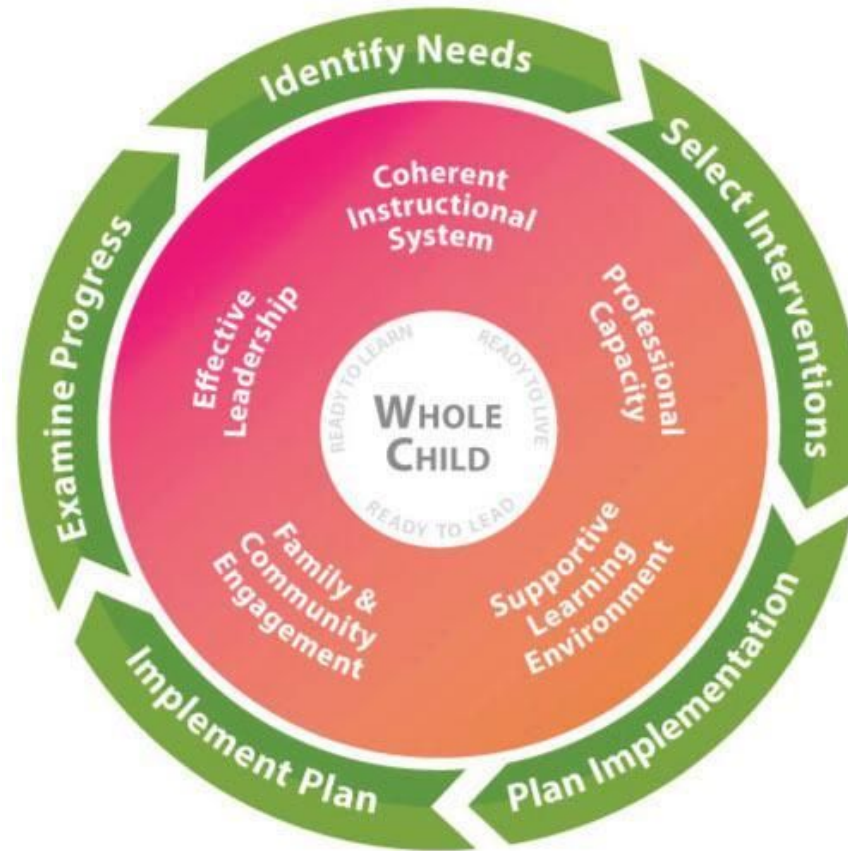 Identify Needs
Select Interventions
Plan Implementation
Implement Plan
Examine Progress
Coherent
Instructional
System
Professional
Capacity
Supportive
Learning
Environment
Family &
Community
Engagement
Effective
Leadership
READY TO LEARN
READY TO LIVE
READY TO LEAD
WHOLE
CHILD